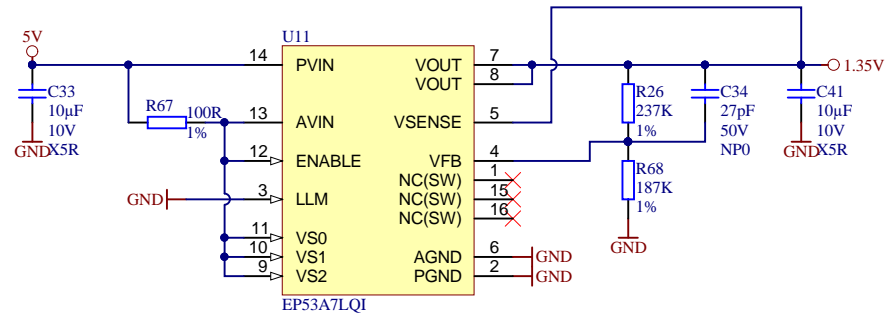 U11
5V
14 PVIN VOUT 7
VOUT 8
1.35V
C33
10µF
10V
X5R
GND
R67 100R
1%
13 AVIN VSENSE 5
12 ENABLE VFB 4
GND 3 LLM
NC(SW) 1
NC(SW) 15
NC(SW) 16
11 VS0
10 VS1
9 VS2
AGND 6 GND
PGND 2 GND
EP53A7LQI
R26
237K
1%
C34
27pF
50V
NP0
C41
10µF
10V
X5R
GND
R68
187K
1%
GND